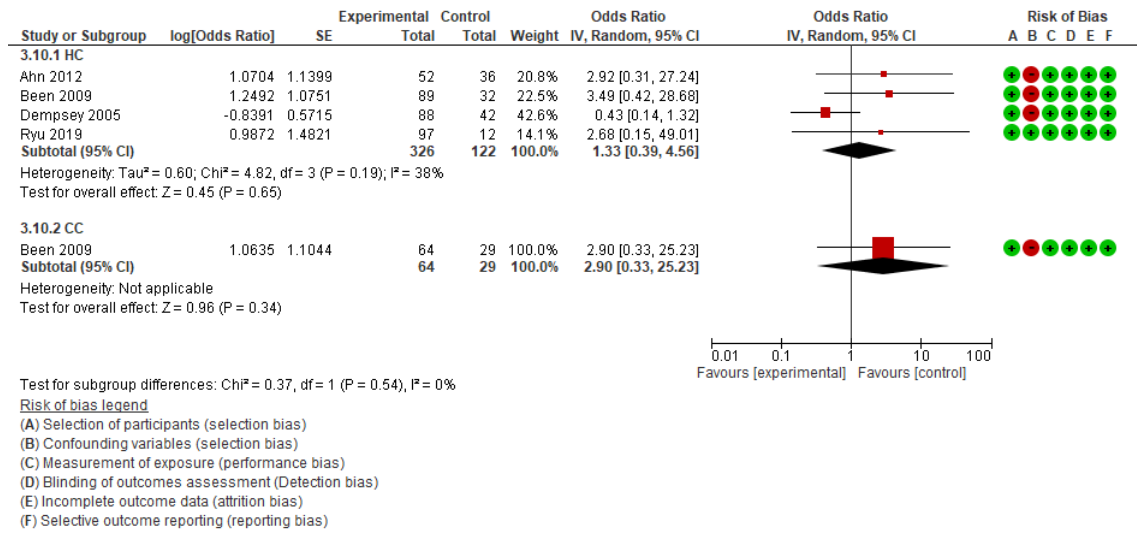 Experimental Control Odds Ratio Odds Ratio Risk of Bias
Study or Subgroup log[Odds Ratio] SE Total Total Weight IV, Random, 95% CI IV, Random, 95% CI A B C D E F
3.10.1 HC
Ahn 2012 1.0704 1.1399 52 36 20.8% 2.92 [0.31, 27.24] + - + + + +
Been 2009 1.2492 1.0751 89 32 22.5% 3.49 [0.42, 28.68] + - + + + +
Dempsey 2005 -0.8391 0.5715 88 42 42.6% 0.43 [0.14, 1.32] + - + + + +
Ryu 2019 0.9872 1.4821 97 12 14.1% 2.68 [0.15, 49.01] + + + + + +
Subtotal (95% CI) 326 122 100.0% 1.33 [0.39, 4.56]
Heterogeneity: Tau² = 0.60; Chi² = 4.82, df = 3 (P = 0.19); I² = 38%
Test for overall effect: Z = 0.45 (P = 0.65)
3.10.2 CC
Been 2009 1.0635 1.1044 64 29 100.0% 2.90 [0.33, 25.23] + - + + + +
Subtotal (95% CI) 64 29 100.0% 2.90 [0.33, 25.23]
Heterogeneity: Not applicable
Test for overall effect: Z = 0.96 (P = 0.34)
0.01 0.1 1 10 100
Favours [experimental] Favours [control]
Test for subgroup differences: Chi² = 0.37, df = 1 (P = 0.54), I² = 0%
Risk of bias legend
(A) Selection of participants (selection bias)
(B) Confounding variables (selection bias)
(C) Measurement of exposure (performance bias)
(D) Blinding of outcomes assessment (Detection bias)
(E) Incomplete outcome data (attrition bias)
(F) Selective outcome reporting (reporting bias)